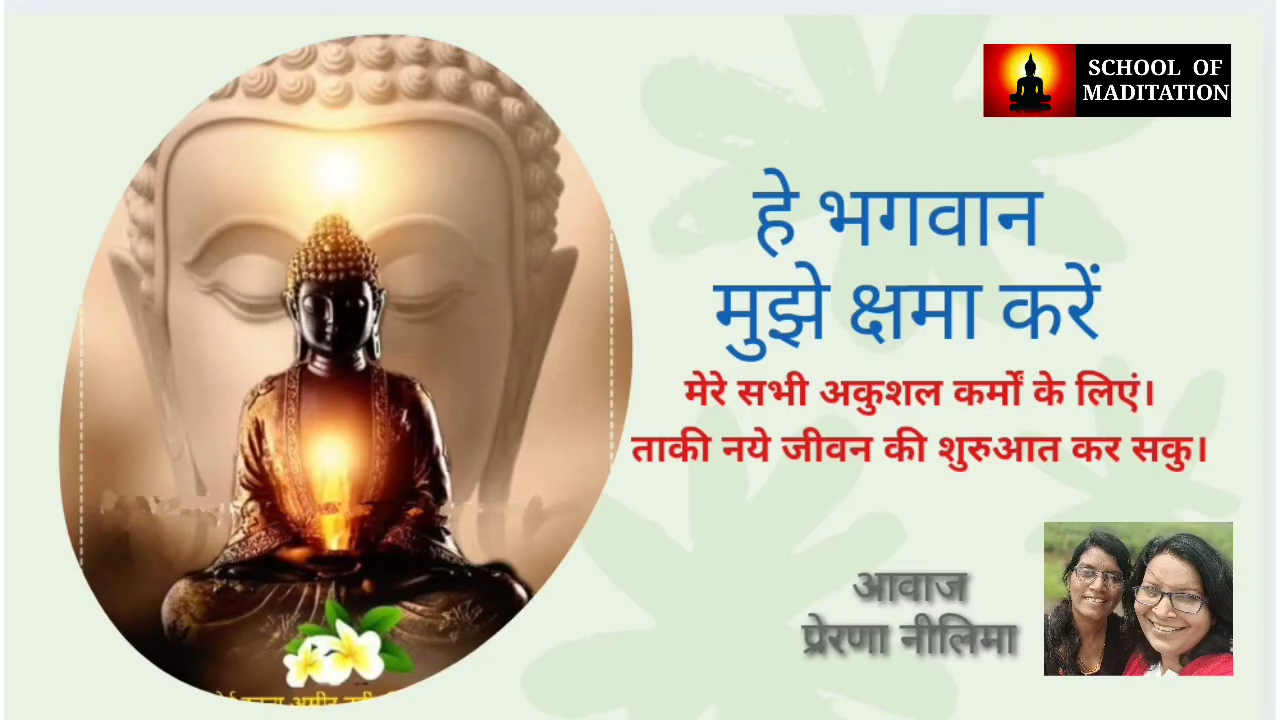 SCHOOL OF
MADITATION
हे भगवान
मुझे क्षमा करें
मेरे सभी अकुशल कर्मों के लिएं।
ताकी नये जीवन की शुरुआत कर सकु।
आवाज
प्रेरणा नीलिमा